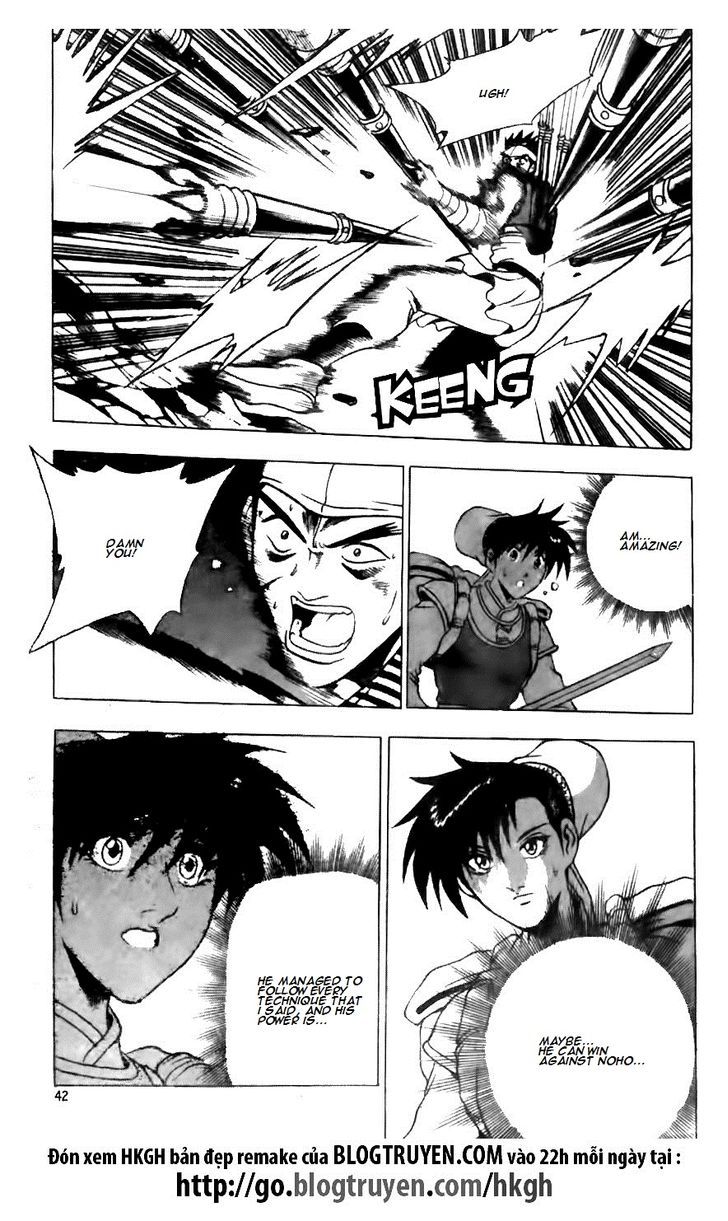 UGH!
KEENG
DAMN
YOU!
AM...
AMAZING!
HE MANAGED TO
FOLLOW EVERY
TECHNIQUE THAT
I SAID, AND HIS
POWER IS...
MAYBE...
HE CAN WIN
AGAINST NOHO...
42
Đón xem HKGH bản đẹp remake của BLOGTRUYEN.COM vào 22h mỗi ngày tại :
http://go.blogtruyen.com/hkgh